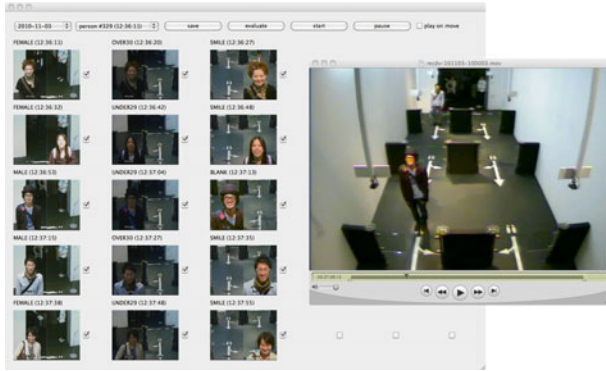 2010-11-03 person #329 (12:36:11) save evaluate start pause play on move
FEMALE (12:36:11) OVER30 (12:36:20) SMILE (12:36:27)
FEMALE (12:36:32) UNDER29 (12:36:42) SMILE (12:36:48)
MALE (12:36:53) UNDER29 (12:37:04) BLANK (12:37:13)
MALE (12:37:15) OVER30 (12:37:27) SMILE (12:37:35)
FEMALE (12:37:38) UNDER29 (12:37:48) SMILE (12:37:55)